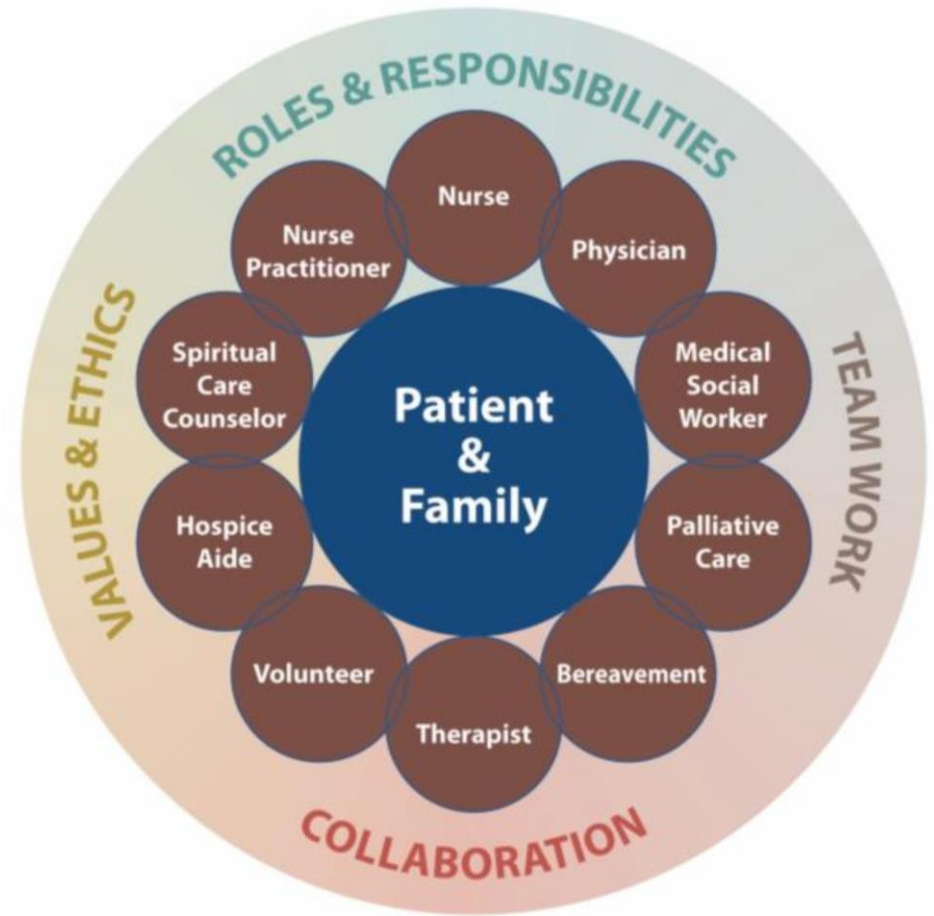 ROLES & RESPONSIBILITIES
Nurse
Physician
Medical
Social
Worker
Palliative
Care
Bereavement
Therapist
Volunteer
Hospice
Aide
Spiritual
Care
Counselor
Nurse
Practitioner
Patient
&
Family
TEAM WORK
COLLABORATION
VALUES & ETHICS